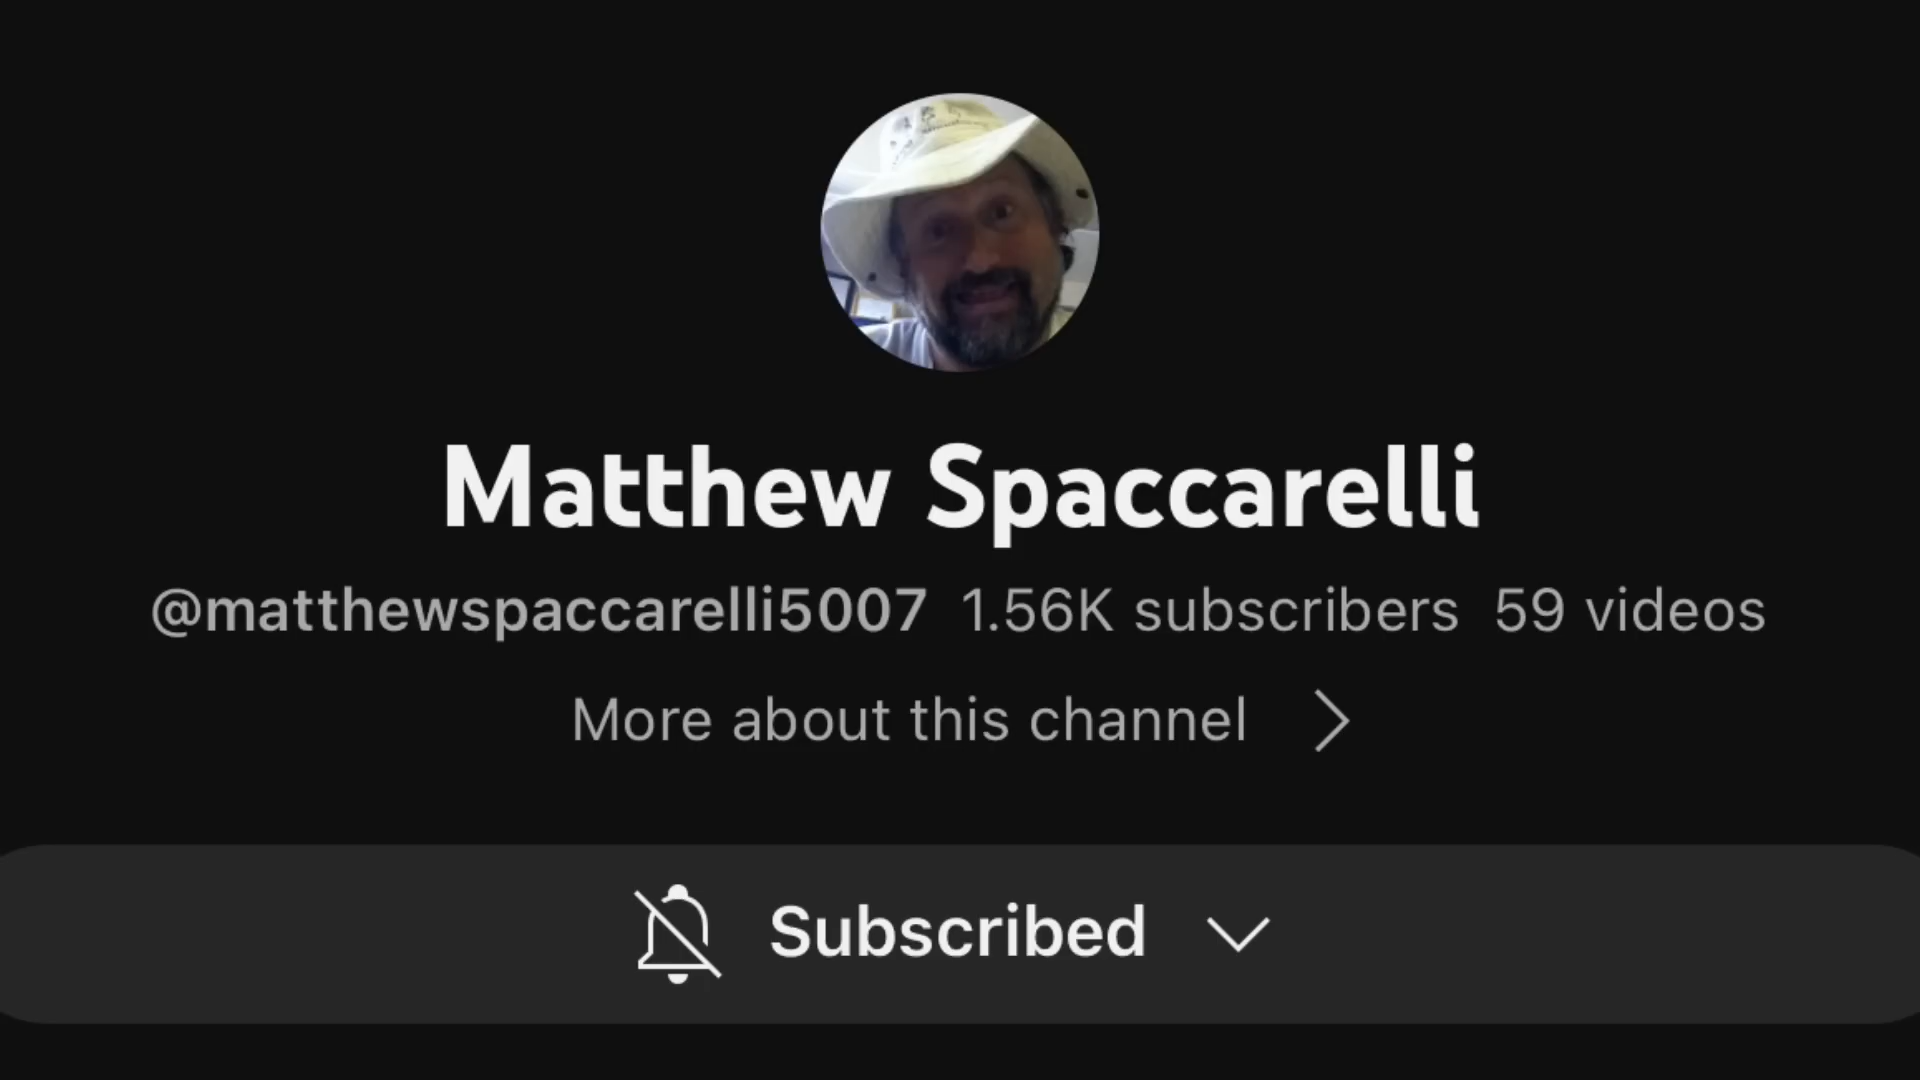 Matthew Spaccarelli
@matthewspaccarelli5007 1.56K subscribers 59 videos
More about this channel
Subscribed